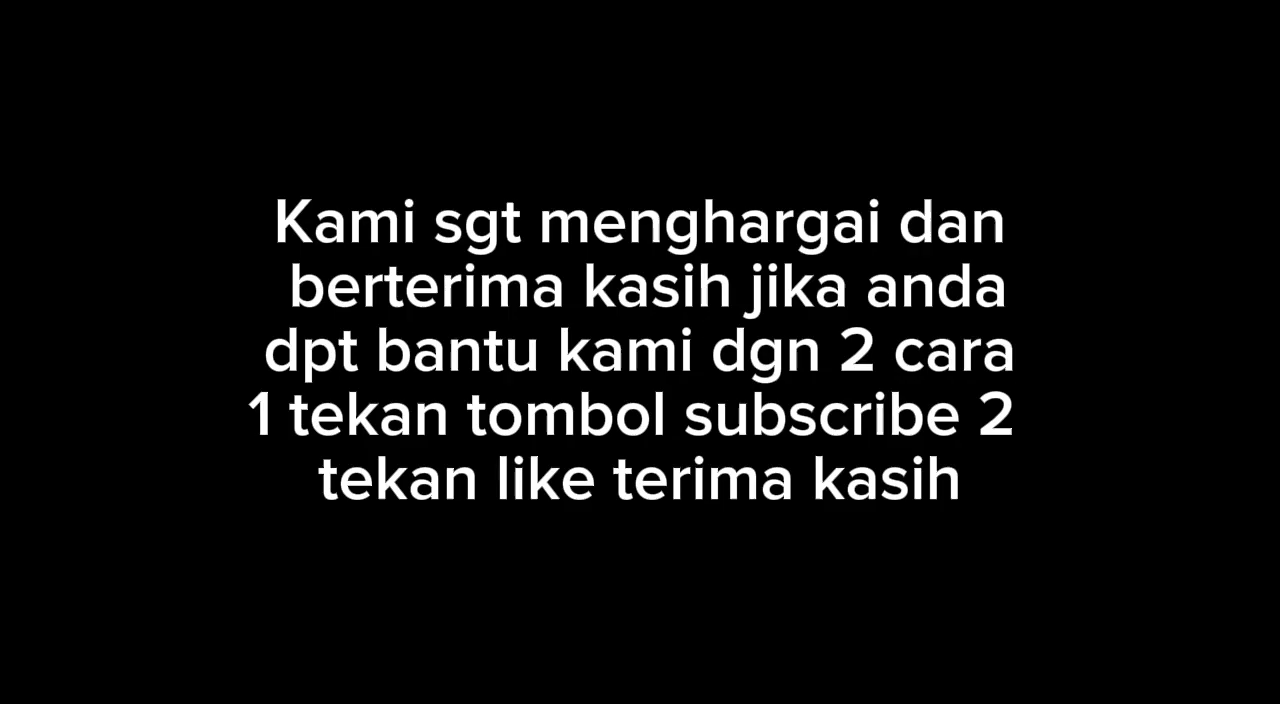 Kami sgt menghargai dan
berterima kasih jika anda
dpt bantu kami dgn 2 cara
1 tekan tombol subscribe 2
tekan like terima kasih